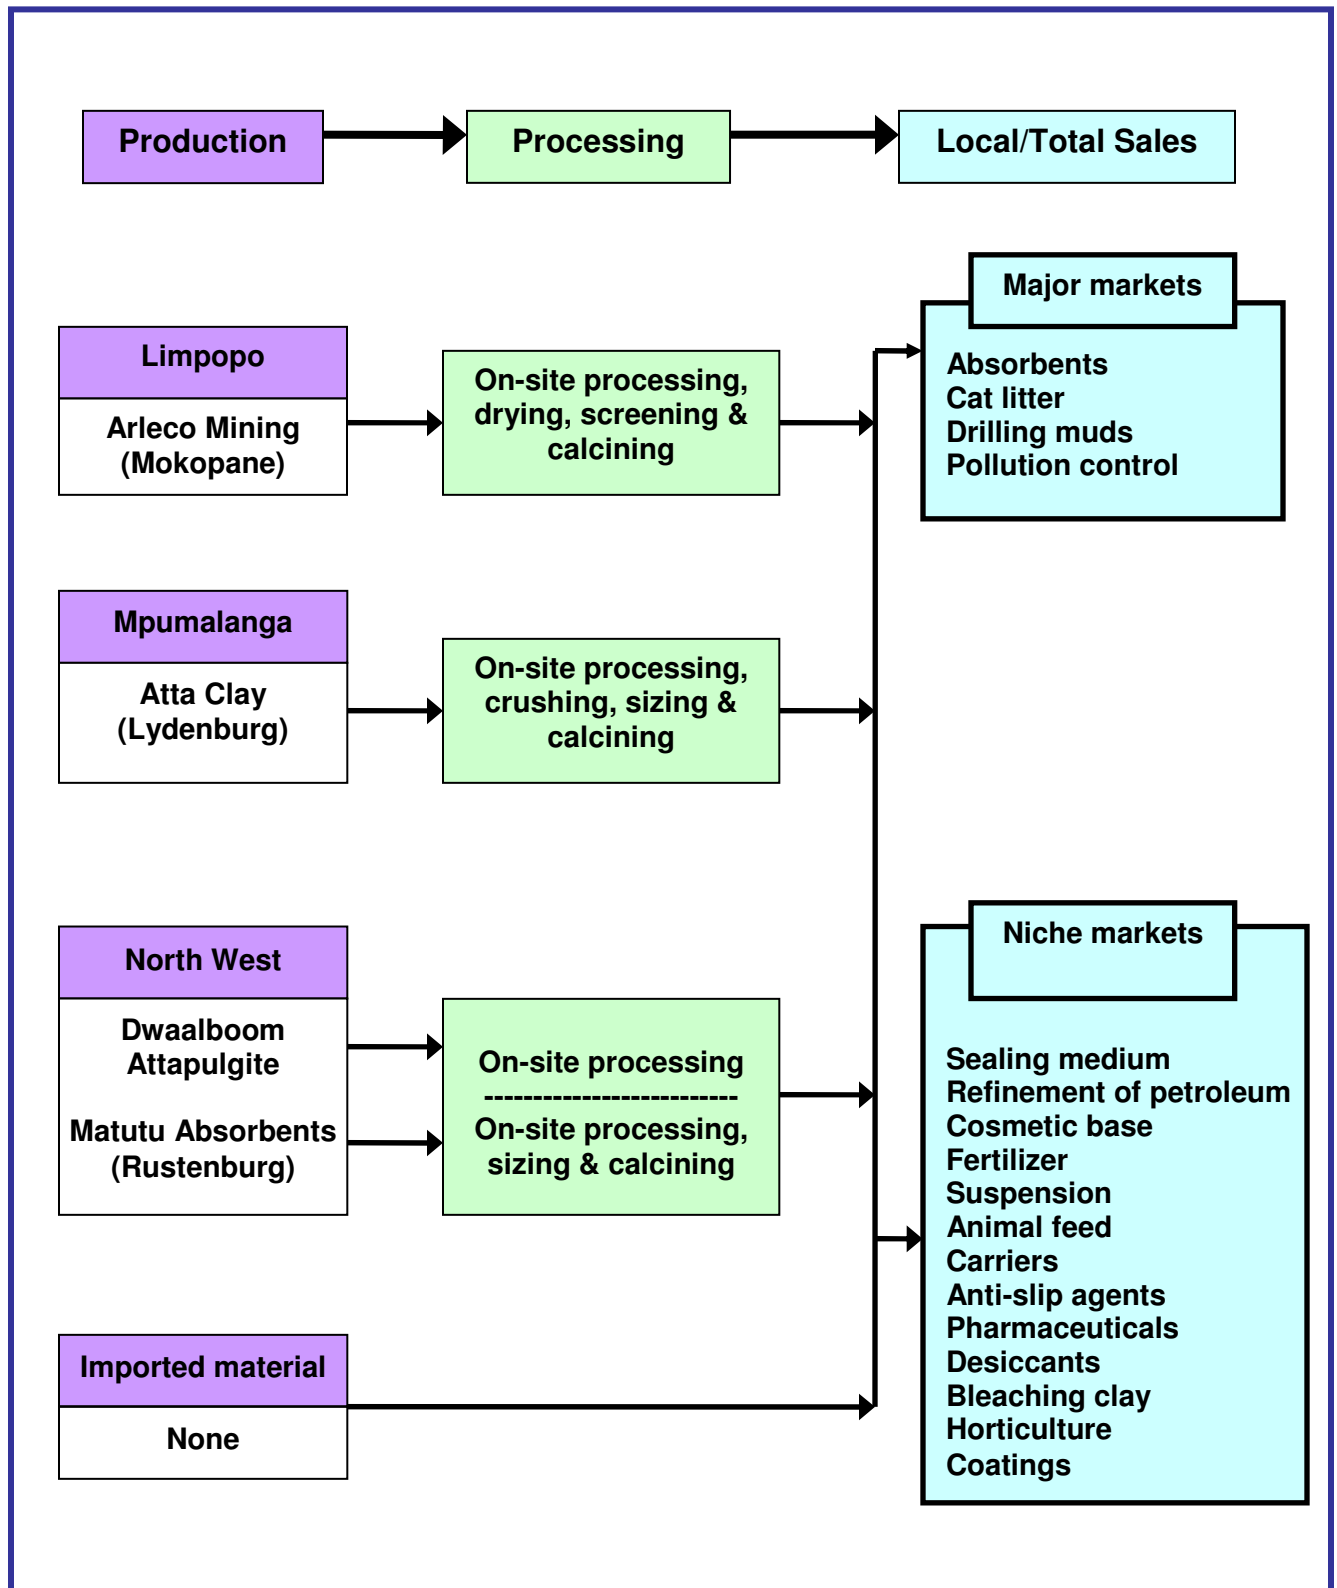 Production
Processing
Local/Total Sales
Limpopo
Arleco Mining
(Mokopane)
On-site processing,
drying, screening &
calcining
Major markets
Absorbents
Cat litter
Drilling muds
Pollution control
Mpumalanga
Atta Clay
(Lydenburg)
On-site processing,
crushing, sizing &
calcining
North West
Dwaalboom
Attapulgite
Matutu Absorbents
(Rustenburg)
On-site processing
--------------------------
On-site processing,
sizing & calcining
Niche markets
Sealing medium
Refinement of petroleum
Cosmetic base
Fertilizer
Suspension
Animal feed
Carriers
Anti-slip agents
Pharmaceuticals
Desiccants
Bleaching clay
Horticulture
Coatings
Imported material
None